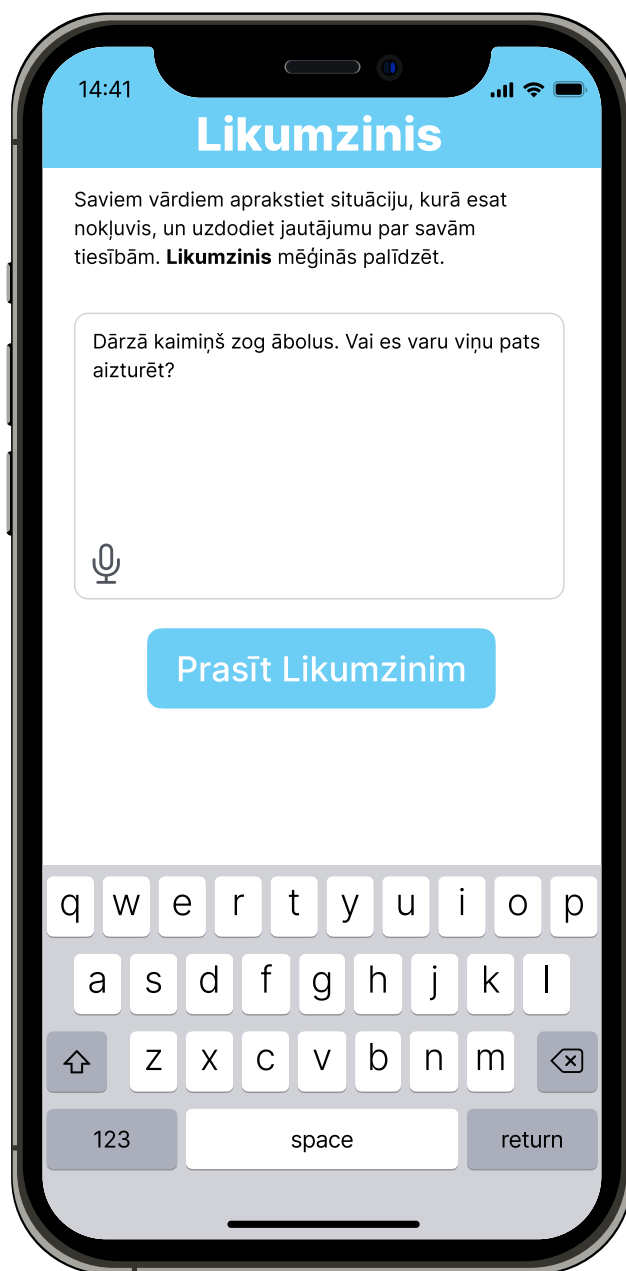 14:41
Likumzinis
Saviem vārdiem aprakstiet situāciju, kurā esat
nokļuvis, un uzdodiet jautājumu par savām
tiesībām. Likumzinis mēģinās palīdzēt.
Dārzā kaimiņš zog ābolus. Vai es varu viņu pats
aizturēt?
Prasīt Likumzinim
q w e r t y u i o p
a s d f g h j k l
z x c v b n m
123 space return